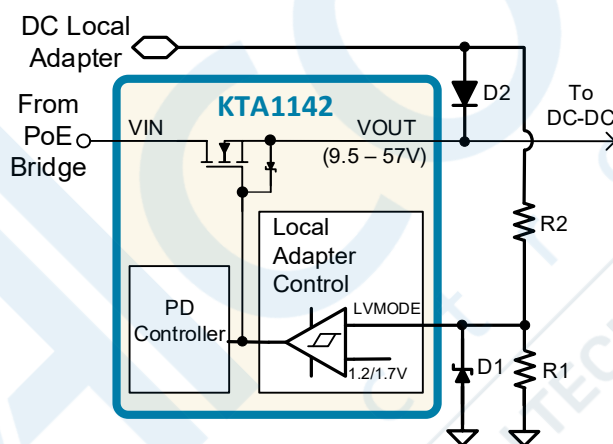 DC Local
Adapter
KTA1142
D2
To
DC-DC
From
PoE
Bridge
VIN
VOUT
(9.5 – 57V)
R2
Local
Adapter
Control
PD
Controller
LVMODE
1.2/1.7V
D1
R1